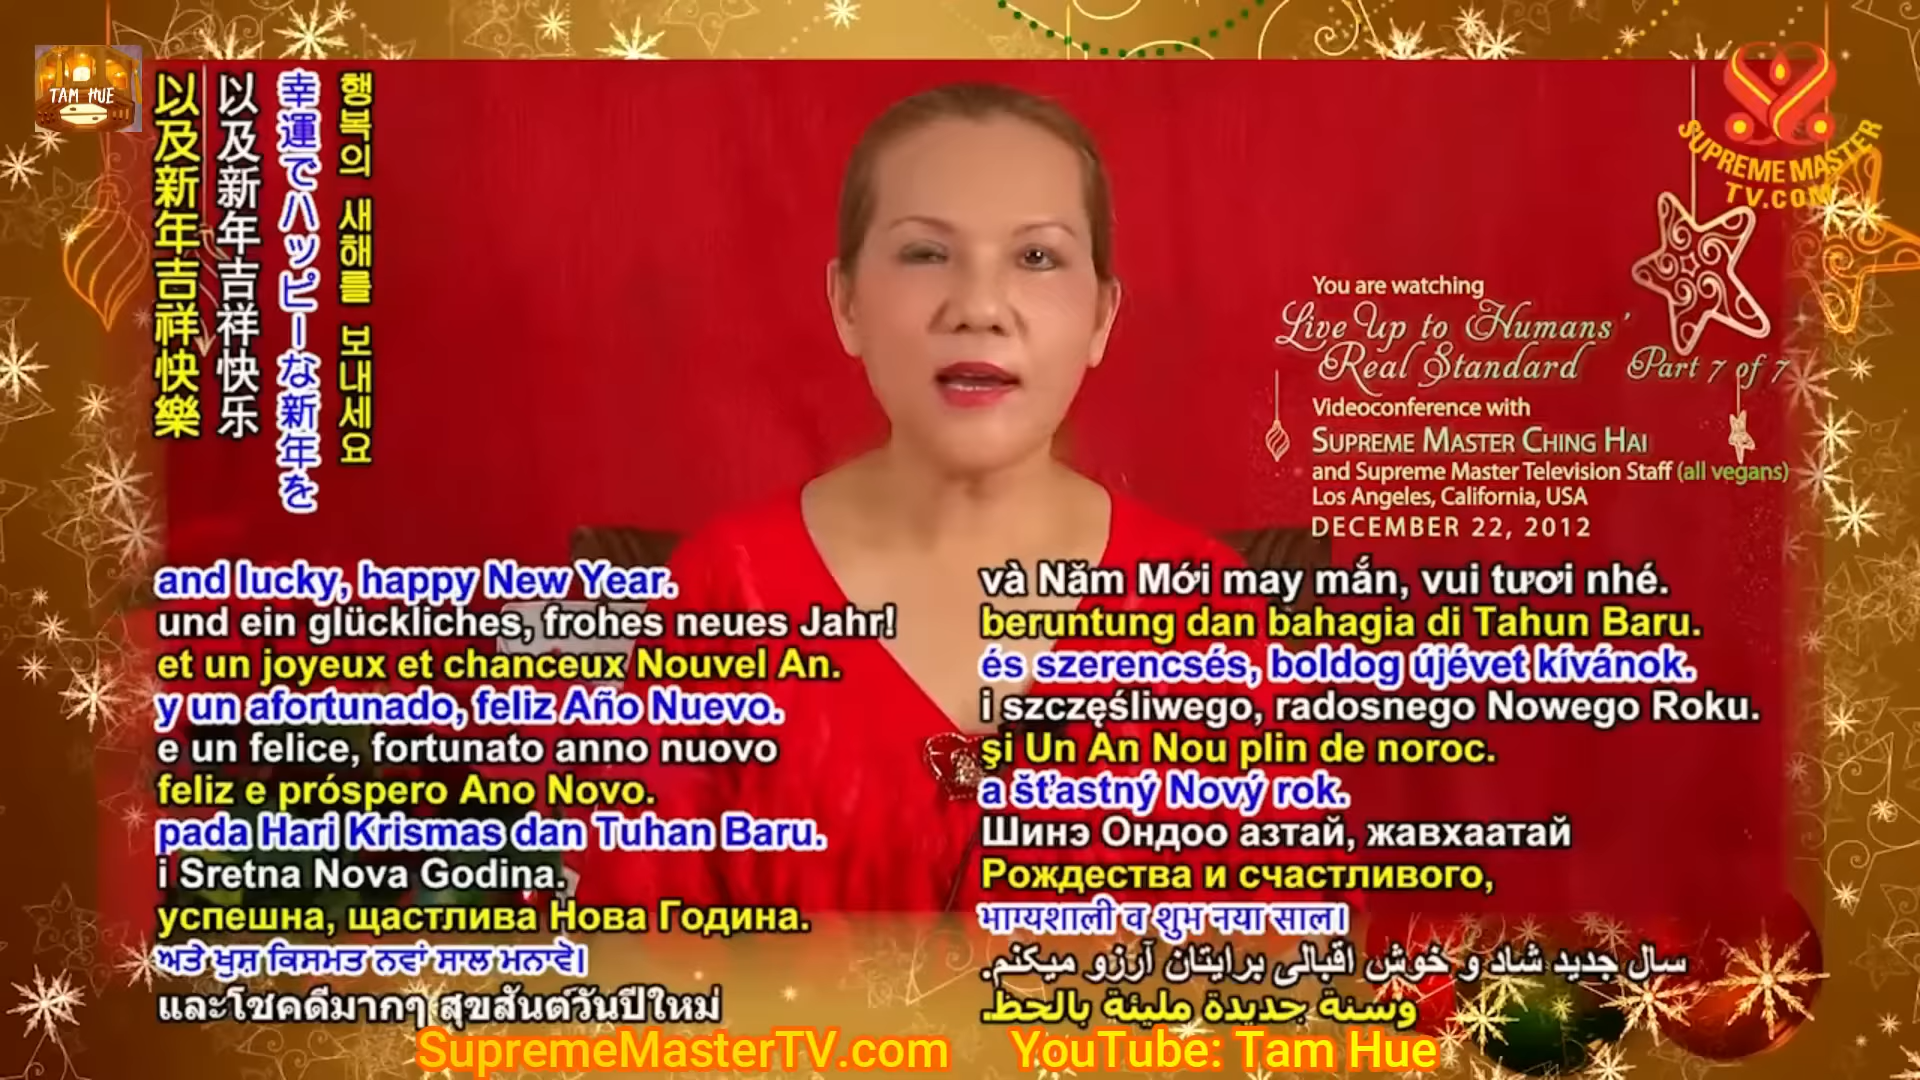 TAM HUE
以及新年吉祥快樂
以及新年吉祥快乐
幸運でハッピーな新年を
행복의 새해를 보내세요
SUPREME MASTER
TV.COM
You are watching
Live Up to Humans'
Real Standard Part 7 of 7
Videoconference with
SUPREME MASTER CHING HAI
and Supreme Master Television Staff (all vegans)
Los Angeles, California, USA
DECEMBER 22, 2012
and lucky, happy New Year.
und ein glückliches, frohes neues Jahr!
et un joyeux et chanceux Nouvel An.
y un afortunado, feliz Año Nuevo.
e un felice, fortunato anno nuovo
feliz e próspero Ano Novo.
pada Hari Krismas dan Tuhan Baru.
i Sretna Nova Godina.
успешна, щастлива Нова Година.
ਅਤੇ ਖੁਸ਼ ਕਿਸਮਤ ਨਵਾਂ ਸਾਲ ਮਨਾਵੋ।
และโชคดีมากๆ สุขสันต์วันปีใหม่
và Năm Mới may mắn, vui tươi nhé.
beruntung dan bahagia di Tahun Baru.
és szerencsés, boldog újévet kívánok.
i szczęśliwego, radosnego Nowego Roku.
şi Un An Nou plin de noroc.
a šťastný Nový rok.
Шинэ Ондоо азтай, жавхаатай
Рождества и счастливого,
भाग्यशाली व शुभ नया साल।
سال جدید شاد و خوش اقبالی برایتان آرزو میکنم.
وسنة جديدة مليئة بالحظ.
SupremeMasterTV.com YouTube: Tam Hue